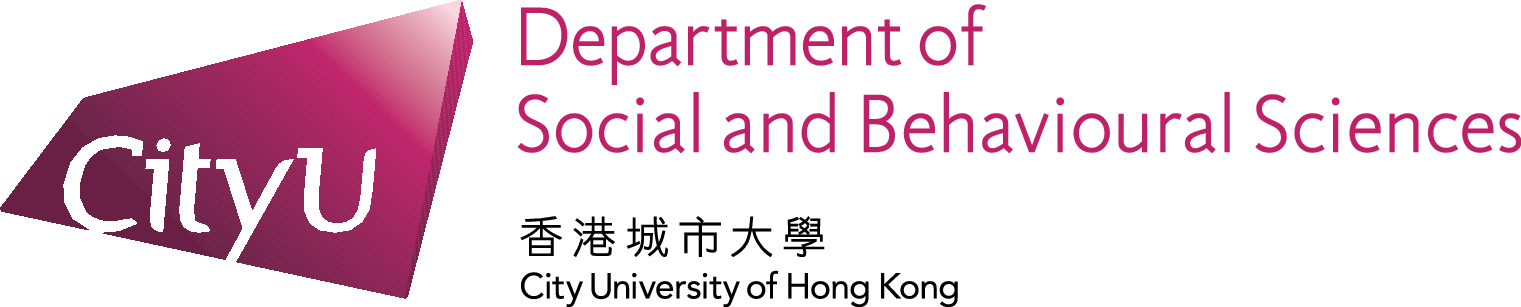 CityU
Department of
Social and Behavioural Sciences
香港城市大學
City University of Hong Kong